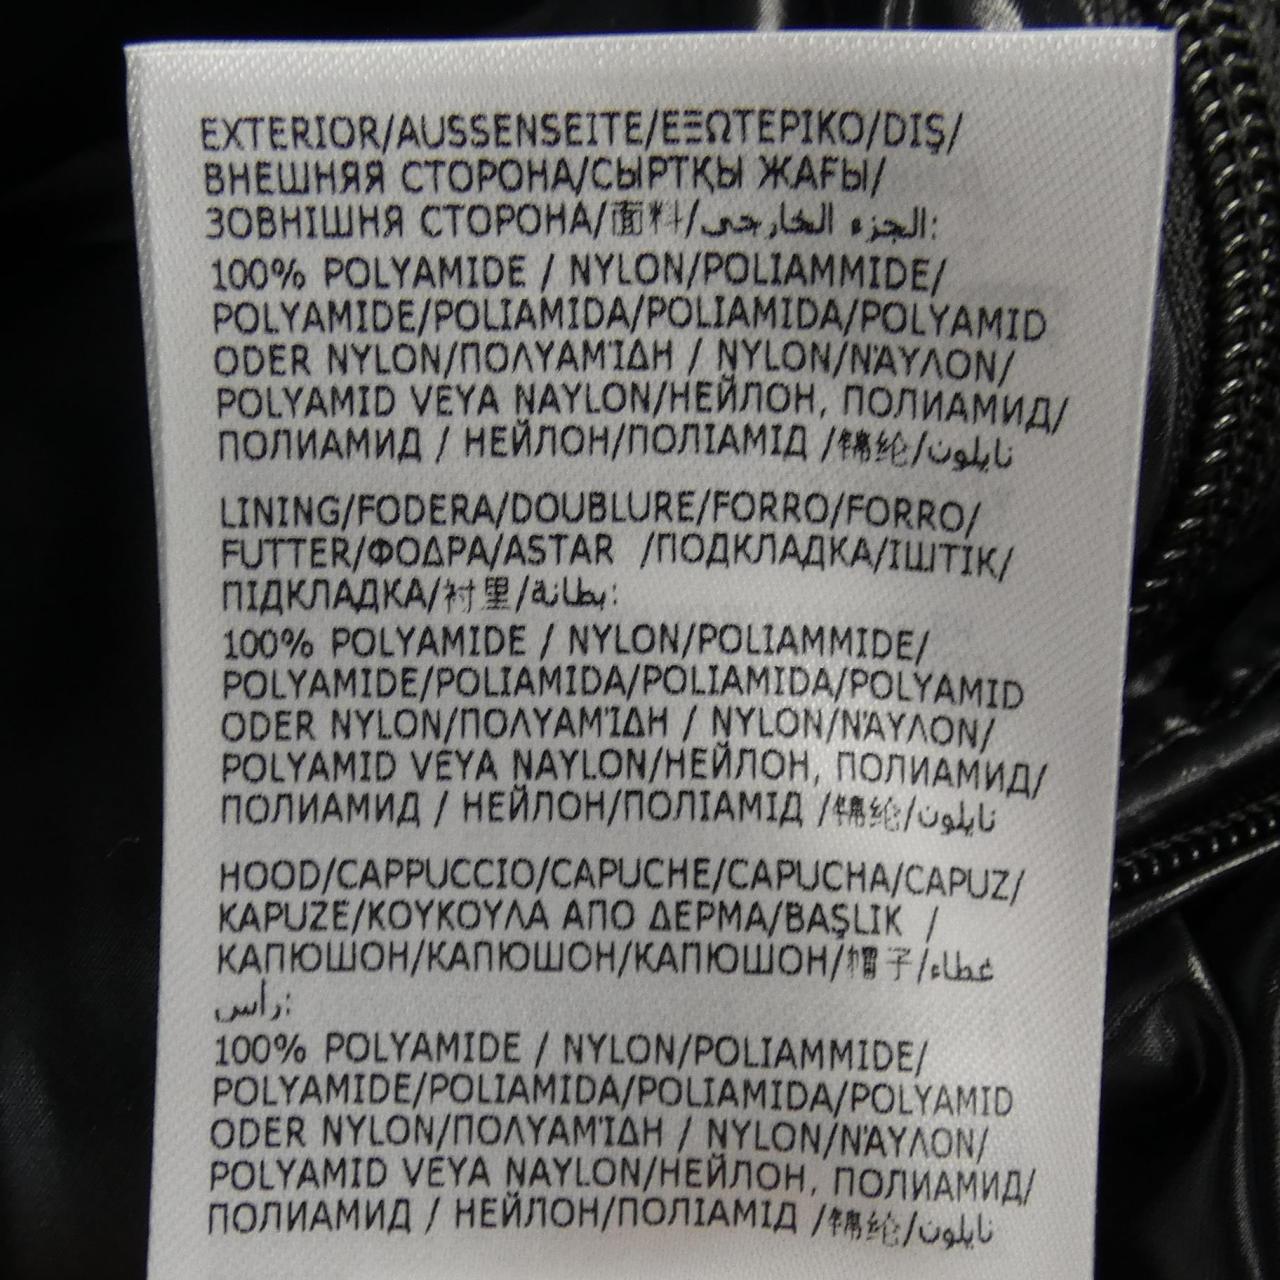 EXTERIOR/AUSSENSEITE/ΕΞΩΤΕΡΙΚΟ/DIŞ/
ВНЕШНЯЯ СТОРОНА/СЫРТҚЫ ЖАҒЫ/
ЗОВНІШНЯ СТОРОНА/面料/الجزء الخارجي:
100% POLYAMIDE / NYLON/POLIAMMIDE/
POLYAMIDE/POLIAMIDA/POLIAMIDA/POLYAMID
ODER NYLON/ΠΟΛΥΑΜΊΔΗ / NYLON/ΝΆΥΛΟΝ/
POLYAMID VEYA NAYLON/НЕЙЛОН, ПОЛИАМИД/
ПОЛИАМИД / НЕЙЛОН/ПОЛІАМІД /锦纶/نايلون
LINING/FODERA/DOUBLURE/FORRO/FORRO/
FUTTER/ΦΟΔΡΑ/ASTAR /ПОДКЛАДКА/ІШТІК/
ПІДКЛАДКА/衬里/بطانة:
100% POLYAMIDE / NYLON/POLIAMMIDE/
POLYAMIDE/POLIAMIDA/POLIAMIDA/POLYAMID
ODER NYLON/ΠΟΛΥΑΜΊΔΗ / NYLON/ΝΆΥΛΟΝ/
POLYAMID VEYA NAYLON/НЕЙЛОН, ПОЛИАМИД/
ПОЛИАМИД / НЕЙЛОН/ПОЛІАМІД /锦纶/نايلون
HOOD/CAPPUCCIO/CAPUCHE/CAPUCHA/CAPUZ/
KAPUZE/ΚΟΥΚΟΥΛΑ ΑΠΟ ΔΕΡΜΑ/BAŞLIK /
КАПЮШОН/КАПЮШОН/КАПЮШОН/帽子/غطاء
رأس:
100% POLYAMIDE / NYLON/POLIAMMIDE/
POLYAMIDE/POLIAMIDA/POLIAMIDA/POLYAMID
ODER NYLON/ΠΟΛΥΑΜΊΔΗ / NYLON/ΝΆΥΛΟΝ/
POLYAMID VEYA NAYLON/НЕЙЛОН, ПОЛИАМИД/
ПОЛИАМИД / НЕЙЛОН/ПОЛІАМІД /锦纶/نايلون